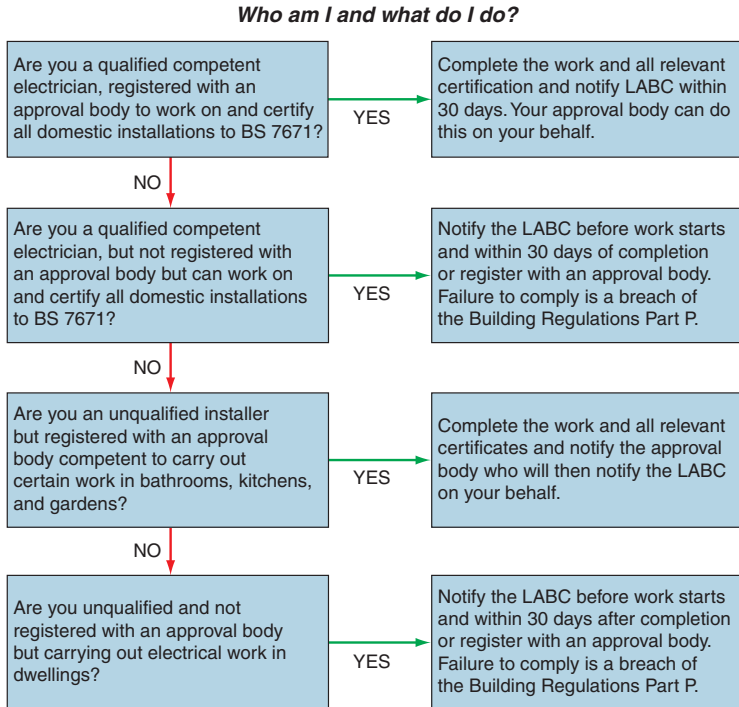 Who am I and what do I do?
Are you a qualified competent
electrician, registered with an
approval body to work on and certify
all domestic installations to BS 7671?
YES
Complete the work and all relevant
certification and notify LABC within
30 days. Your approval body can do
this on your behalf.
NO
Are you a qualified competent
electrician, but not registered with
an approval body but can work on
and certify all domestic installations
to BS 7671?
YES
Notify the LABC before work starts
and within 30 days of completion
or register with an approval body.
Failure to comply is a breach of
the Building Regulations Part P.
NO
Are you an unqualified installer
but registered with an approval
body competent to carry out
certain work in bathrooms, kitchens,
and gardens?
YES
Complete the work and all relevant
certificates and notify the approval
body who will then notify the LABC
on your behalf.
NO
Are you unqualified and not
registered with an approval body
but carrying out electrical work in
dwellings?
YES
Notify the LABC before work starts
and within 30 days after completion
or register with an approval body.
Failure to comply is a breach of
the Building Regulations Part P.